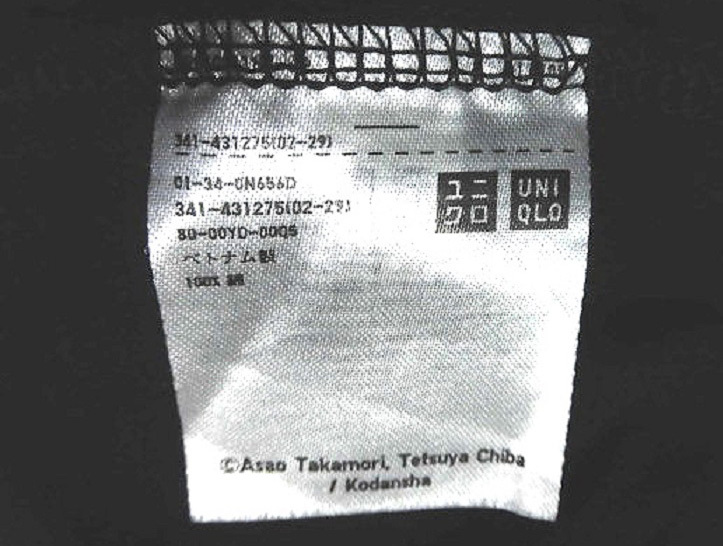 341-431275(02-29)
01-34-0N656D
341-431275(02-29)
80-00YD-00Q5
ベトナム製
100% 綿
ユニ
クロ
UNI
QLO
©Asao Takamori, Tetsuya Chiba
/ Kodansha